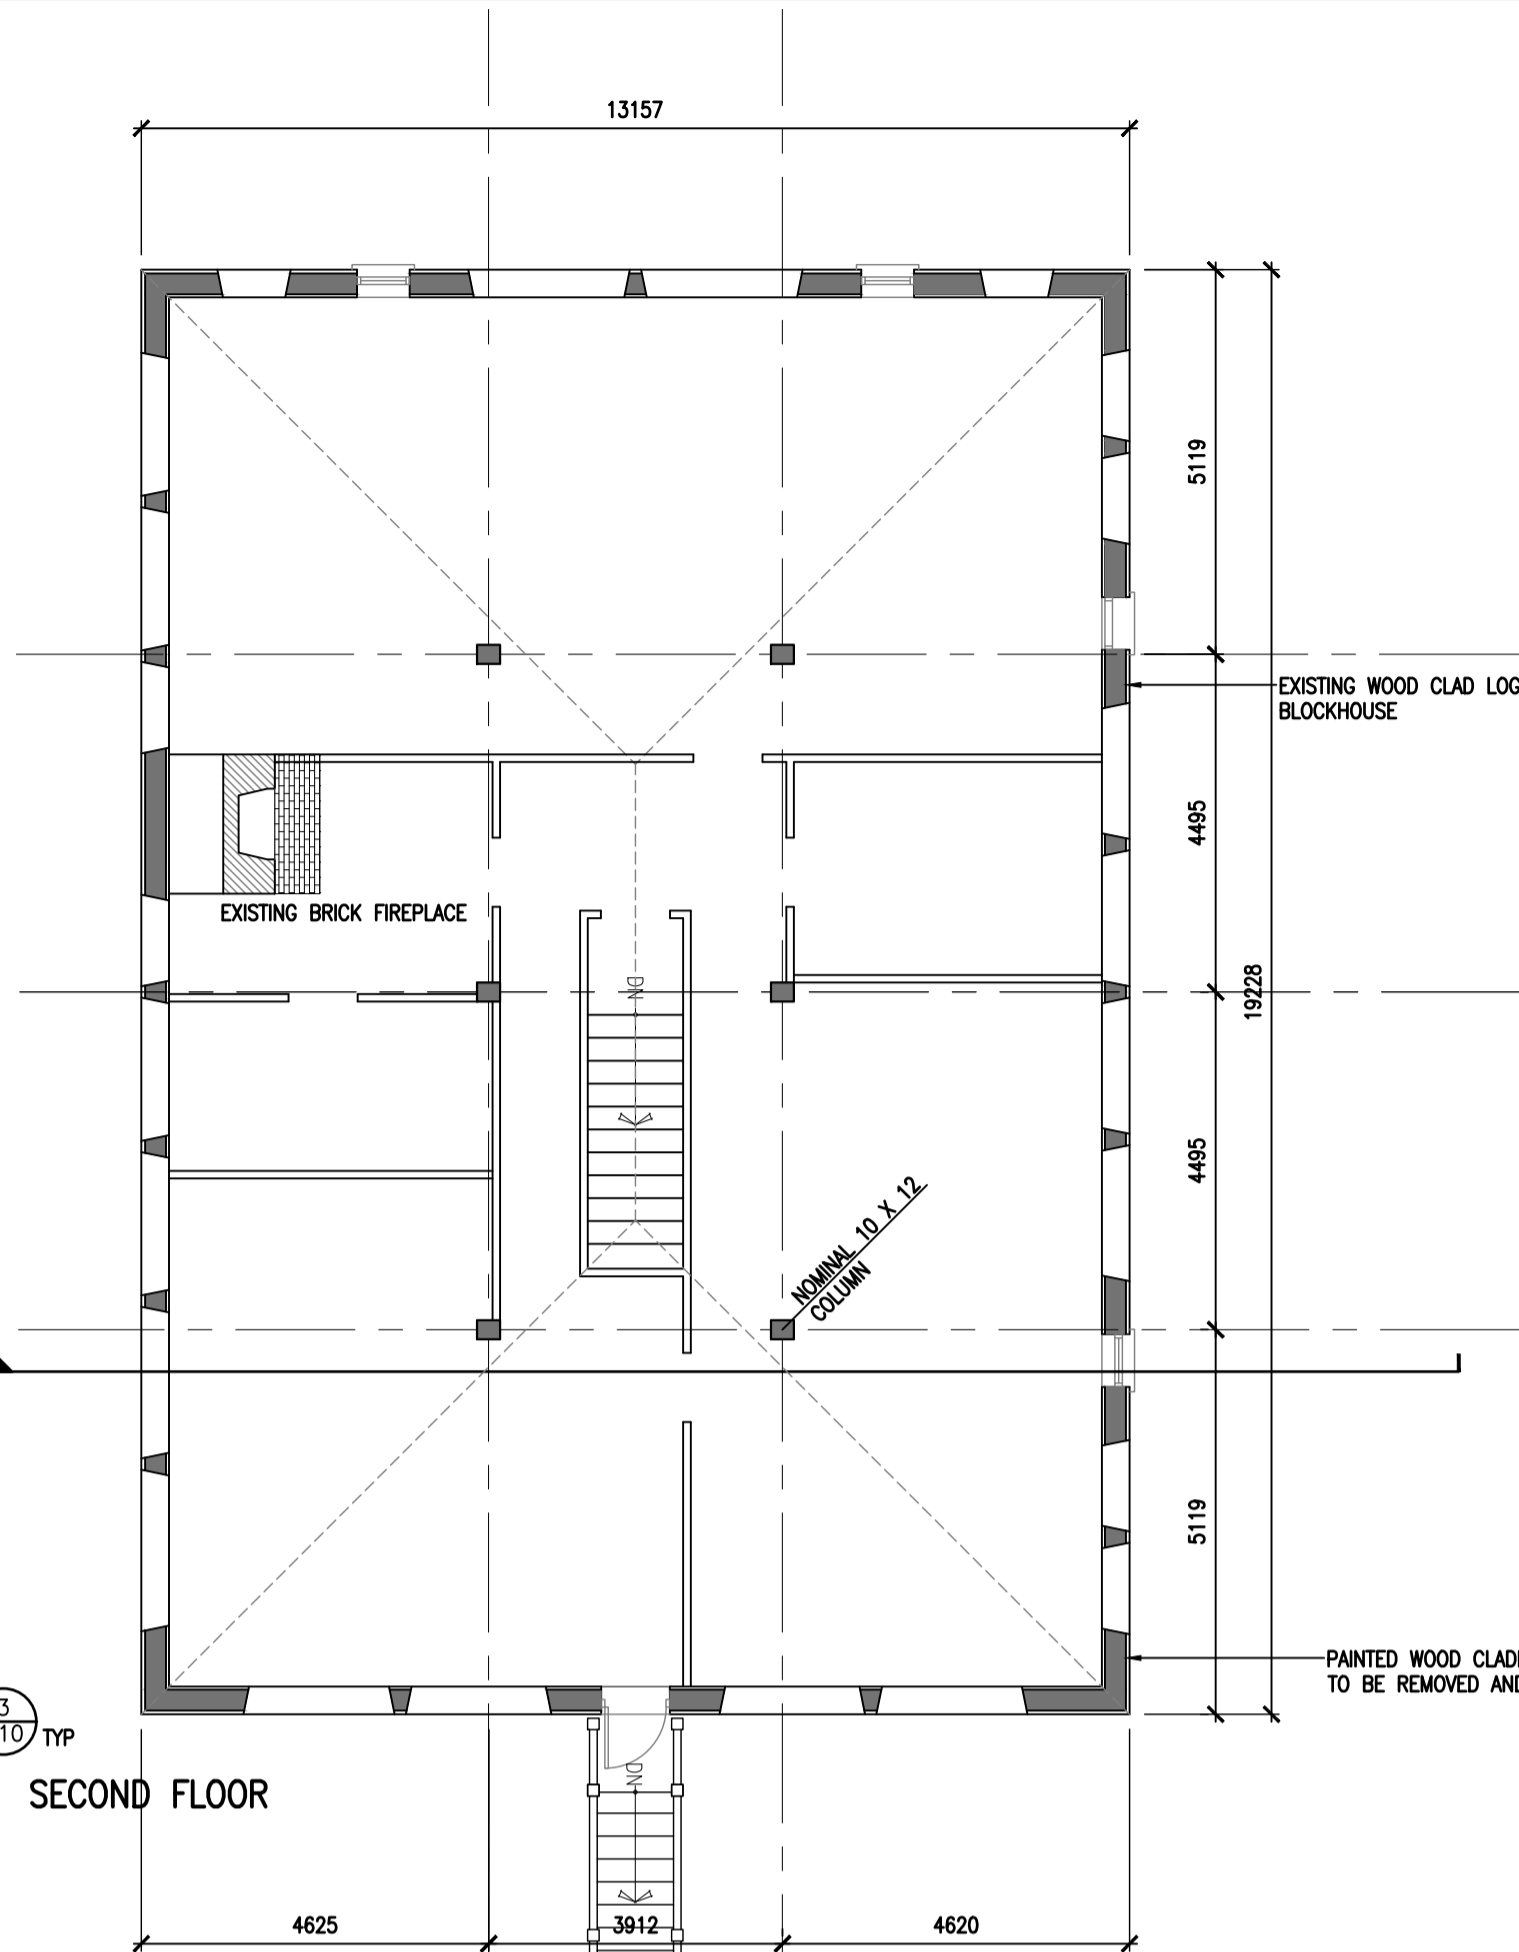 13157
5119
EXISTING WOOD CLAD LOG
BLOCKHOUSE
4495
EXISTING BRICK FIREPLACE
DN
19228
4495
NOMINAL 10 X 12
COLUMN
5119
PAINTED WOOD
TO BE REMOVED AND
3
10
TYP
DN
SECOND FLOOR
4625
3912
4620